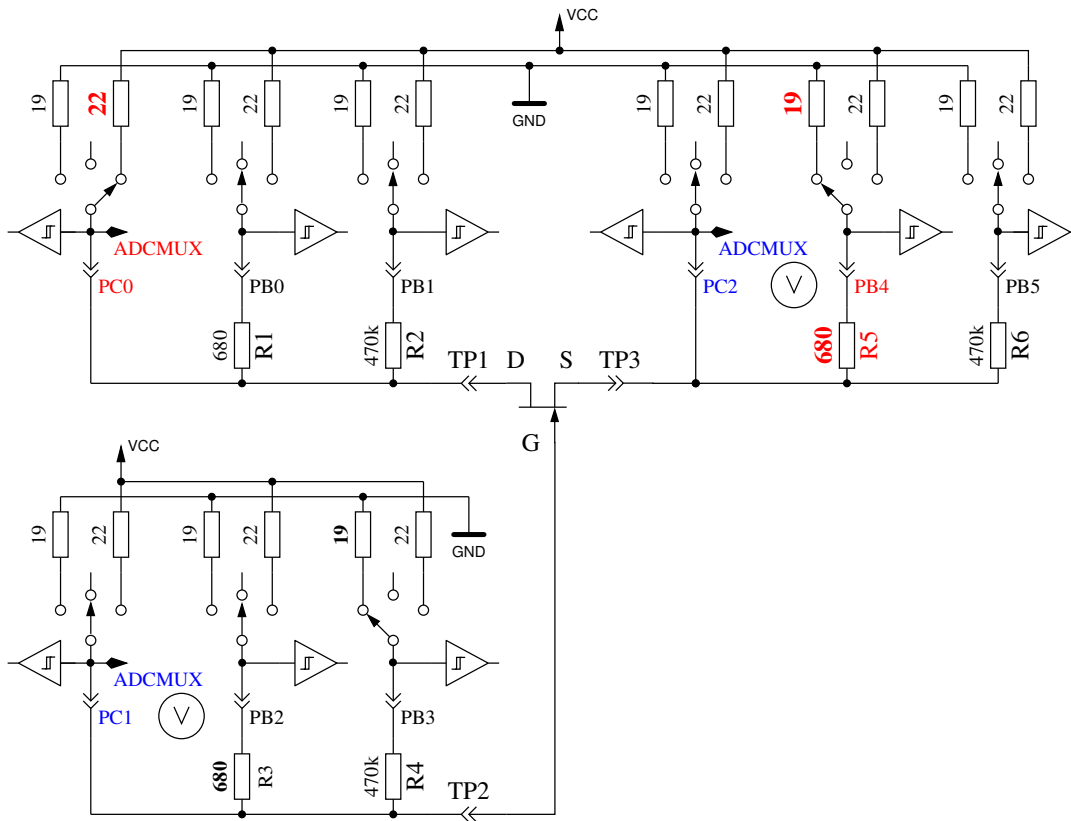 VCC
19 22 19 22 19 22 19 22 19 22 19 22
GND
ADCMUX ADCMUX
PC0 PB0 PB1 PC2 V PB4 PB5
680 R1 470k R2 680 R5 470k R6
TP1 D S TP3
G
VCC
19 22 19 22 19 22
GND
ADCMUX
PC1 V PB2 PB3
680 R3 470k R4
TP2